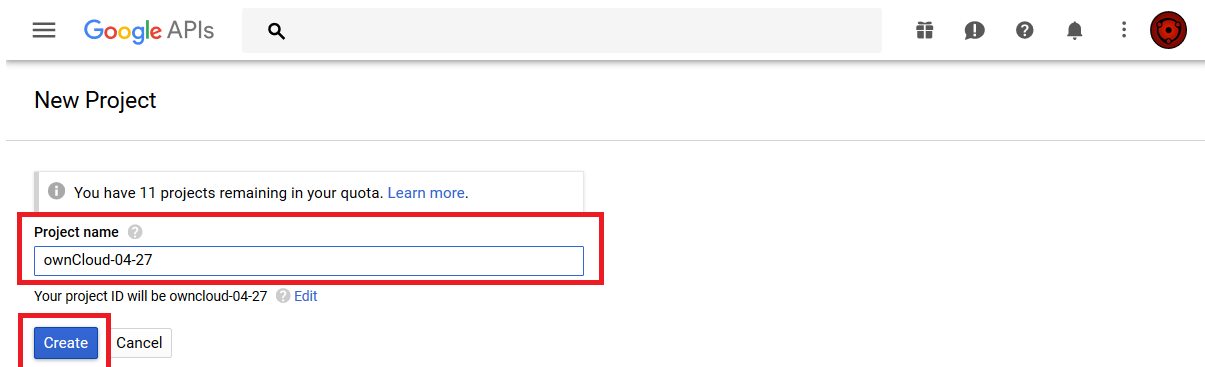 Google APIs
New Project
You have 11 projects remaining in your quota. Learn more.
Project name
ownCloud-04-27
Your project ID will be owncloud-04-27 Edit
Create Cancel